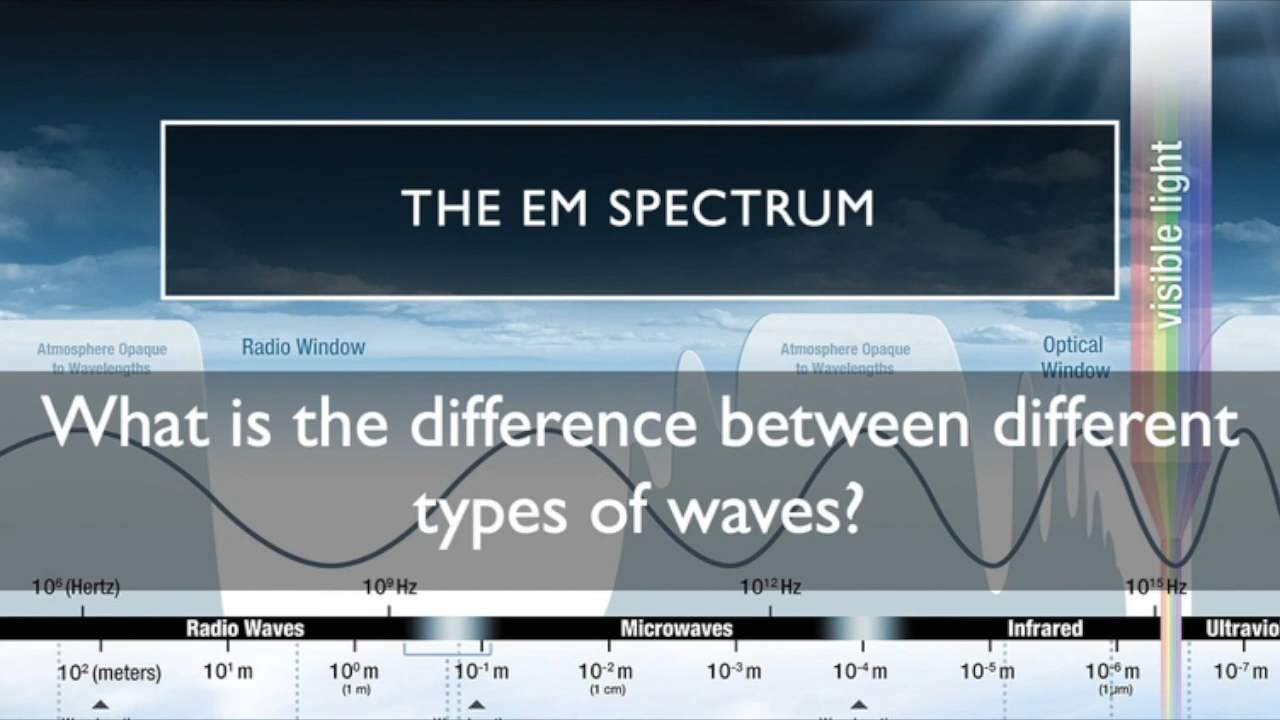 THE EM SPECTRUM
visible light
Atmosphere Opaque
to Wavelengths
Radio Window
Atmosphere Opaque
to Wavelengths
Optical
Window
What is the difference between different
types of waves?
10⁶ (Hertz)
10⁹ Hz
10¹² Hz
10¹⁵ Hz
Radio Waves
Microwaves
Infrared
Ultravio
10² (meters)
10¹ m
10⁰ m
(1 m)
10⁻¹ m
10⁻² m
(1 cm)
10⁻³ m
10⁻⁴ m
10⁻⁵ m
10⁻⁶ m
(1μm)
10⁻⁷ m